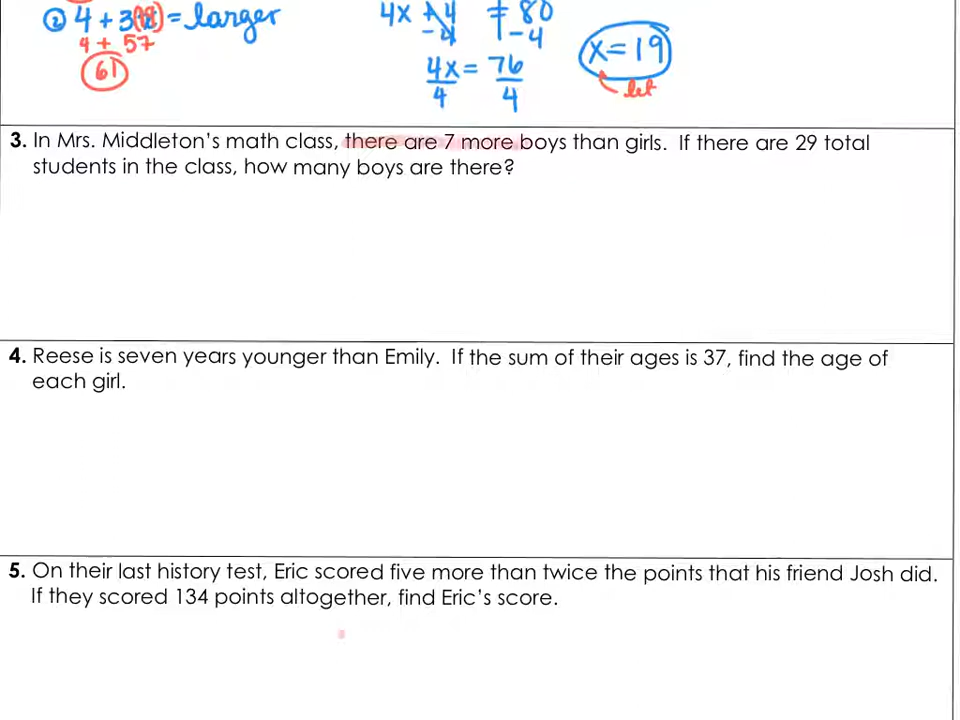 ② 4 + 3( ) = larger
4 + 57
61
4x + 4 = 80
-4 -4
4x = 76
4 4
x = 19
let
3. In Mrs. Middleton's math class, there are 7 more boys than girls. If there are 29 total
students in the class, how many boys are there?
4. Reese is seven years younger than Emily. If the sum of their ages is 37, find the age of
each girl.
5. On their last history test, Eric scored five more than twice the points that his friend Josh did.
If they scored 134 points altogether, find Eric's score.